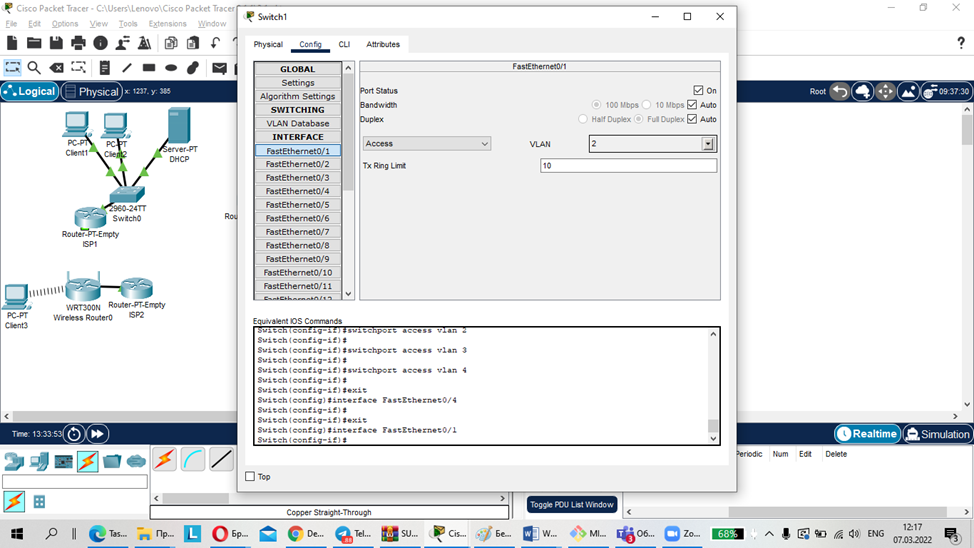 Cisco Packet Tracer - C:\Users\Lenovo\Cisco Pac
File Edit Options View Tools Extensions Window
Logical Physical x: 1237, y: 385
Root 09:37:30
PC-PT
Client1
PC-PT
Client2
Server-PT
DHCP
2960-24TT
Switch0
Router-PT-Empty
ISP1
Rou
PC-PT
Client3
WRT300N
Wireless Router0
Router-PT-Empty
ISP2
Switch1
Physical Config CLI Attributes
GLOBAL
Settings
Algorithm Settings
SWITCHING
VLAN Database
INTERFACE
FastEthernet0/1
FastEthernet0/2
FastEthernet0/3
FastEthernet0/4
FastEthernet0/5
FastEthernet0/6
FastEthernet0/7
FastEthernet0/8
FastEthernet0/9
FastEthernet0/10
FastEthernet0/11
FastEthernet0/12
FastEthernet0/1
Port Status On
Bandwidth 100 Mbps 10 Mbps Auto
Duplex Half Duplex Full Duplex Auto
Access VLAN 2
Tx Ring Limit 10
Equivalent IOS Commands
Switch(config-if)#switchport access vlan 2
Switch(config-if)#
Switch(config-if)#switchport access vlan 3
Switch(config-if)#
Switch(config-if)#switchport access vlan 4
Switch(config-if)#
Switch(config-if)#exit
Switch(config)#interface FastEthernet0/4
Switch(config-if)#
Switch(config-if)#exit
Switch(config)#interface FastEthernet0/1
Switch(config-if)#
Top
Time: 13:33:53
Realtime Simulation
Periodic Num Edit Delete
Copper Straight-Through
Toggle PDU List Window
Tas... Пр... L Бр... De... Tel... SU... Cis... Бе... W... MI... Об... Zo... 68% ENG
12:17
07.03.2022
3